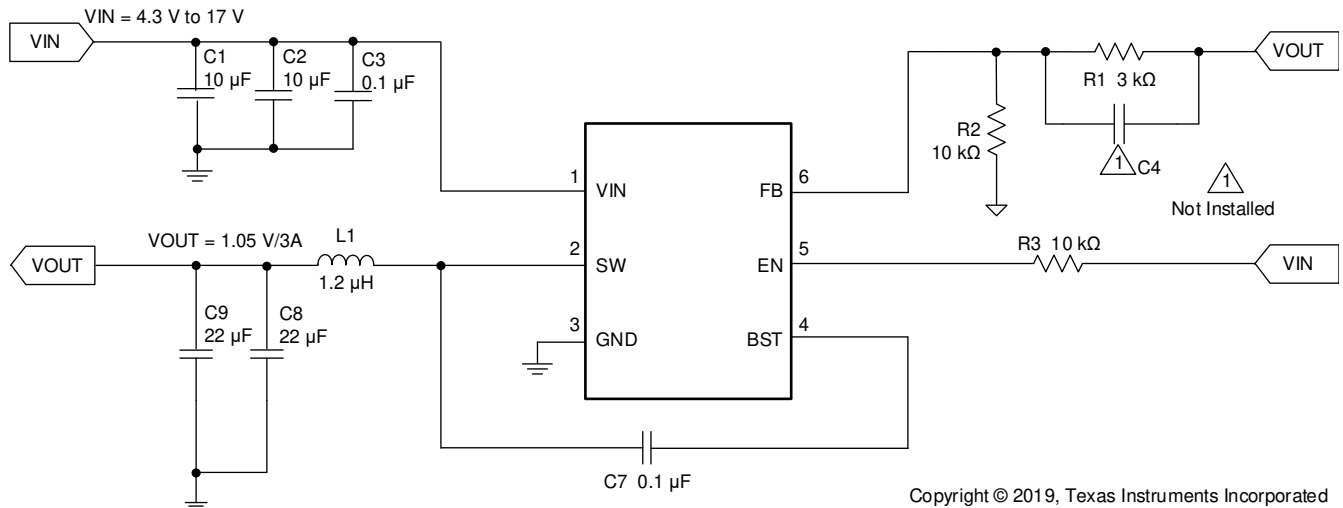 VIN = 4.3 V to 17 V
VIN
C1
10 µF
C2
10 µF
C3
0.1 µF
VOUT
R1 3 kΩ
R2
10 kΩ
1
C4
1
Not Installed
1
VIN
6
FB
VOUT = 1.05 V/3A
L1
1.2 µH
VOUT
2
SW
5
EN
R3 10 kΩ
VIN
C9
22 µF
C8
22 µF
3
GND
4
BST
C7 0.1 µF
Copyright © 2019, Texas Instruments Incorporated